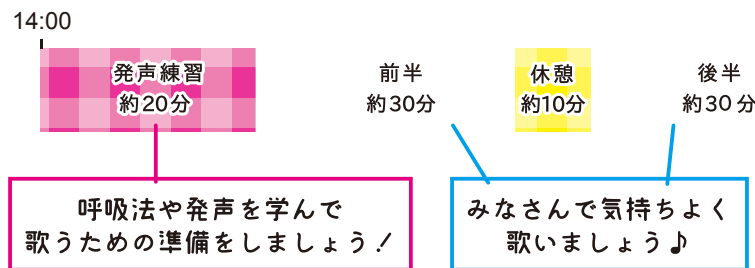 14:00
発声練習
約20分
前半
約30分
休憩
約10分
後半
約30分
呼吸法や発声を学んで
歌うための準備をしましょう！
みなさんで気持ちよく
歌いましょう♪